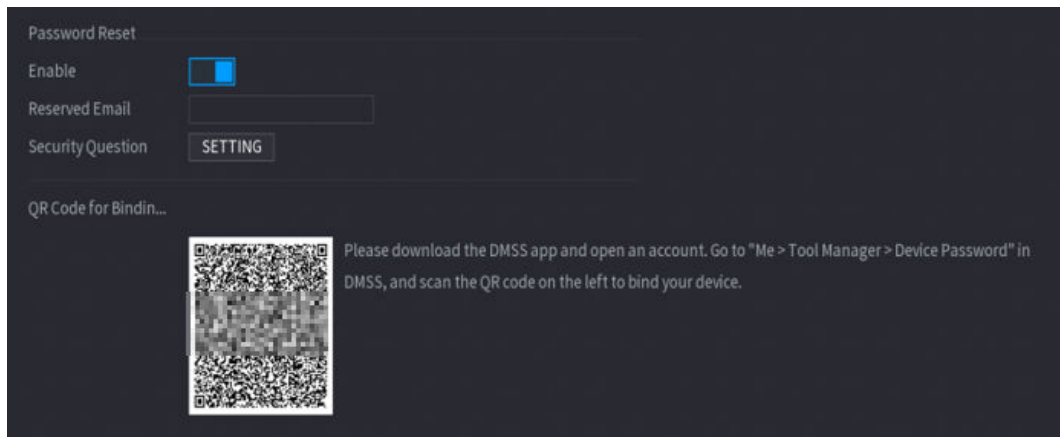 Password Reset
Enable
Reserved Email
Security Question SETTING
QR Code for Bindin...
Please download the DMSS app and open an account. Go to "Me > Tool Manager > Device Password" in
DMSS, and scan the QR code on the left to bind your device.